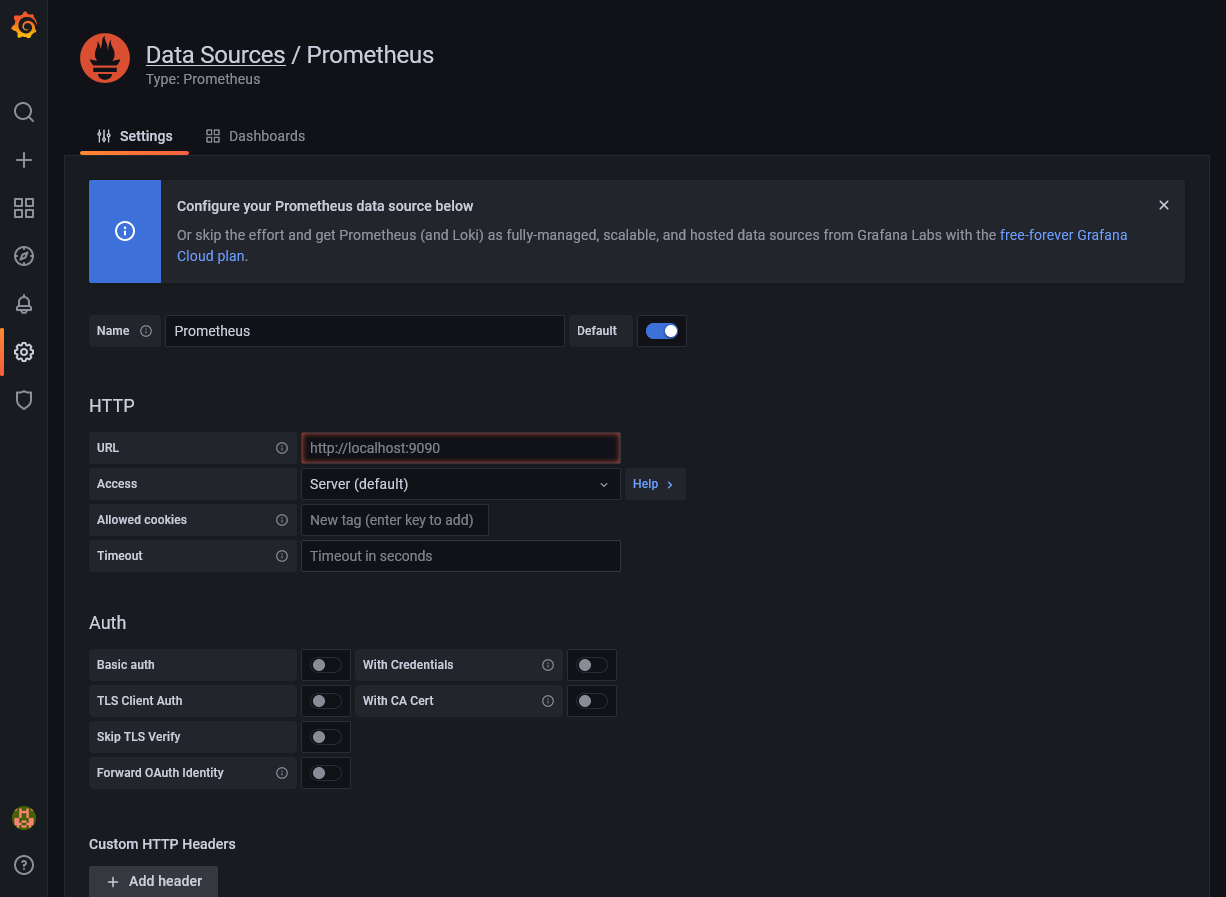 Data Sources / Prometheus
Type: Prometheus
Settings Dashboards
Configure your Prometheus data source below
Or skip the effort and get Prometheus (and Loki) as fully-managed, scalable, and hosted data sources from Grafana Labs with the free-forever Grafana
Cloud plan.
Name Prometheus Default
HTTP
URL http://localhost:9090
Access Server (default) Help
Allowed cookies New tag (enter key to add)
Timeout Timeout in seconds
Auth
Basic auth With Credentials
TLS Client Auth With CA Cert
Skip TLS Verify
Forward OAuth Identity
Custom HTTP Headers
Add header